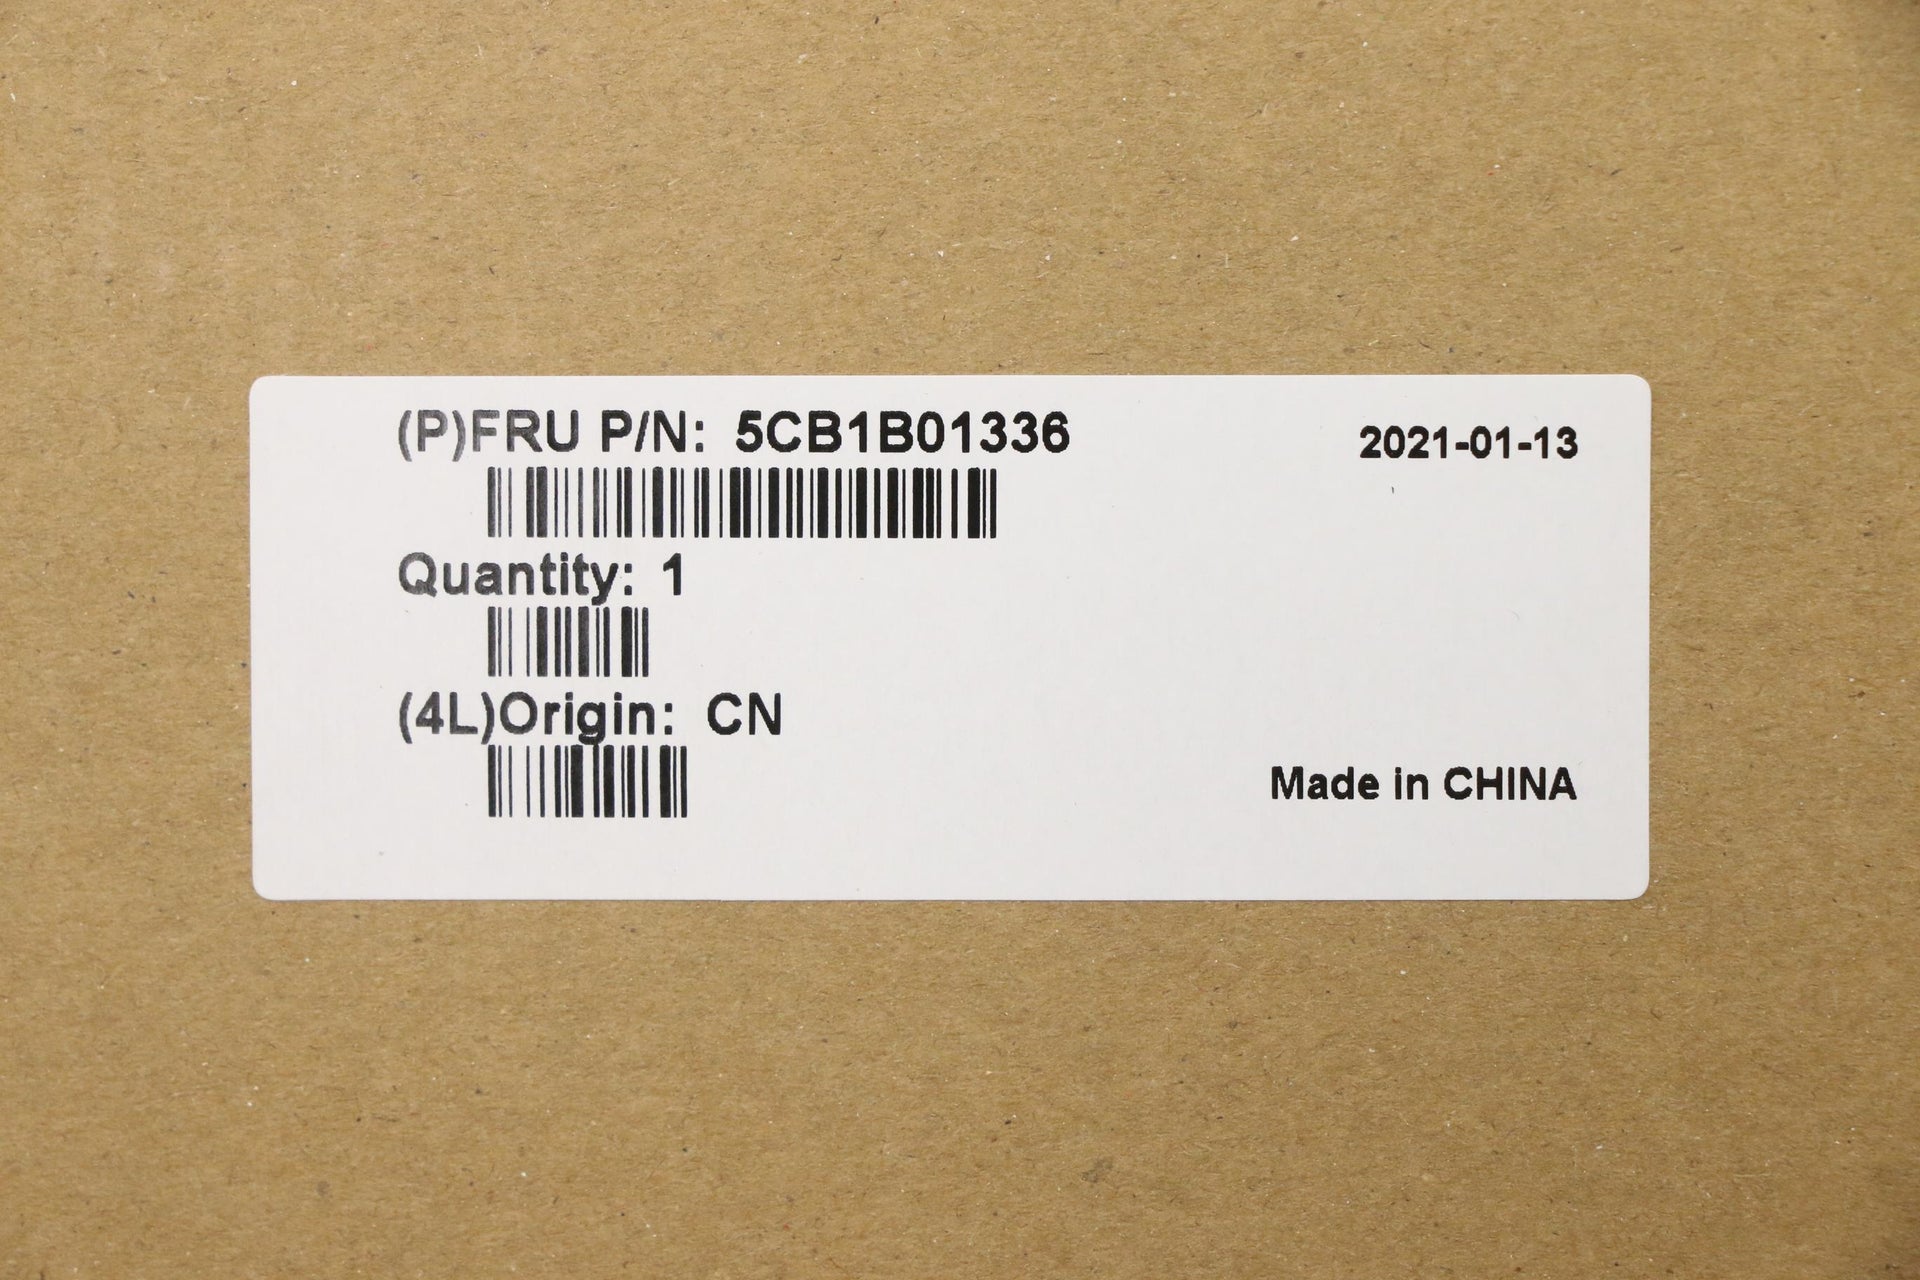 (P)FRU P/N: 5CB1B01336
2021-01-13
Quantity: 1
(4L)Origin: CN
Made in CHINA